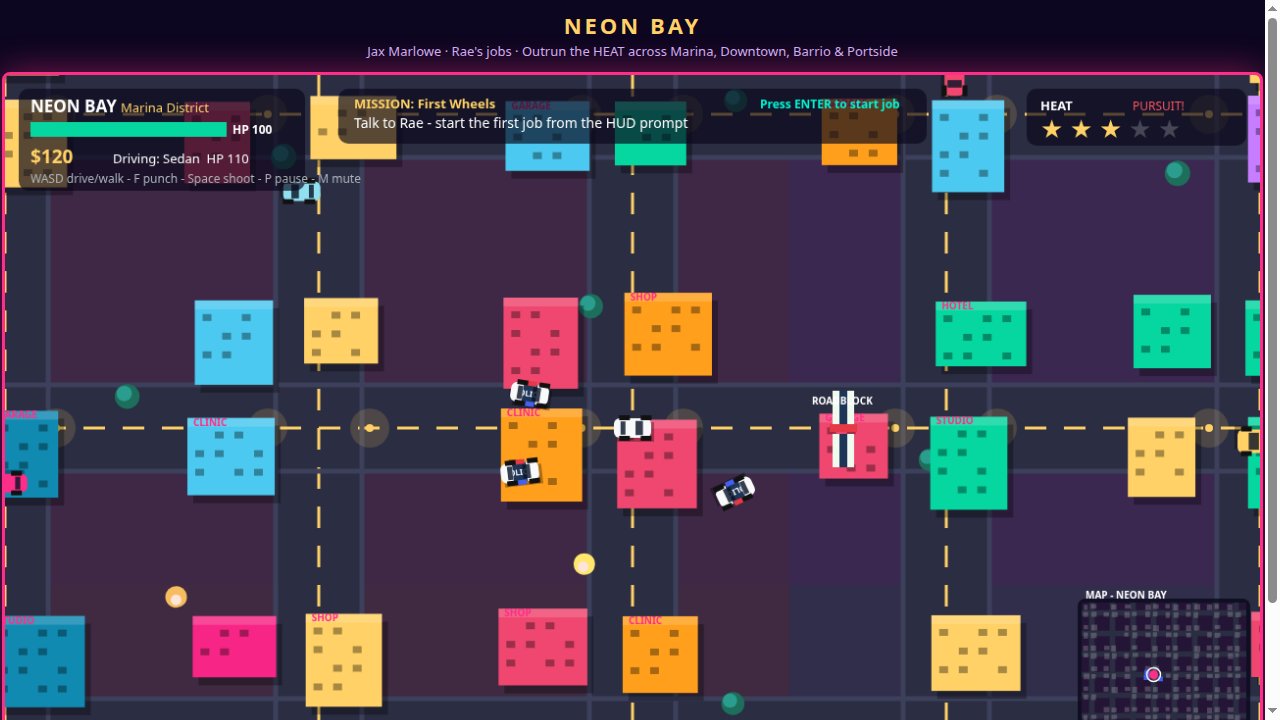 NEON BAY
Jax Marlowe · Rae's jobs · Outrun the HEAT across Marina, Downtown, Barrio & Portside
NEON BAY Marina District
HP 100
$120 Driving: Sedan HP 110
WASD drive/walk - F punch - Space shoot - P pause - M mute
MISSION: First Wheels Press ENTER to start job
Talk to Rae - start the first job from the HUD prompt
HEAT PURSUIT!
GARAGE
SHOP
HOTEL
ROADBLOCK
CLINIC
CLINIC
STUDIO
SHOP
SHOP
CLINIC
MAP - NEON BAY